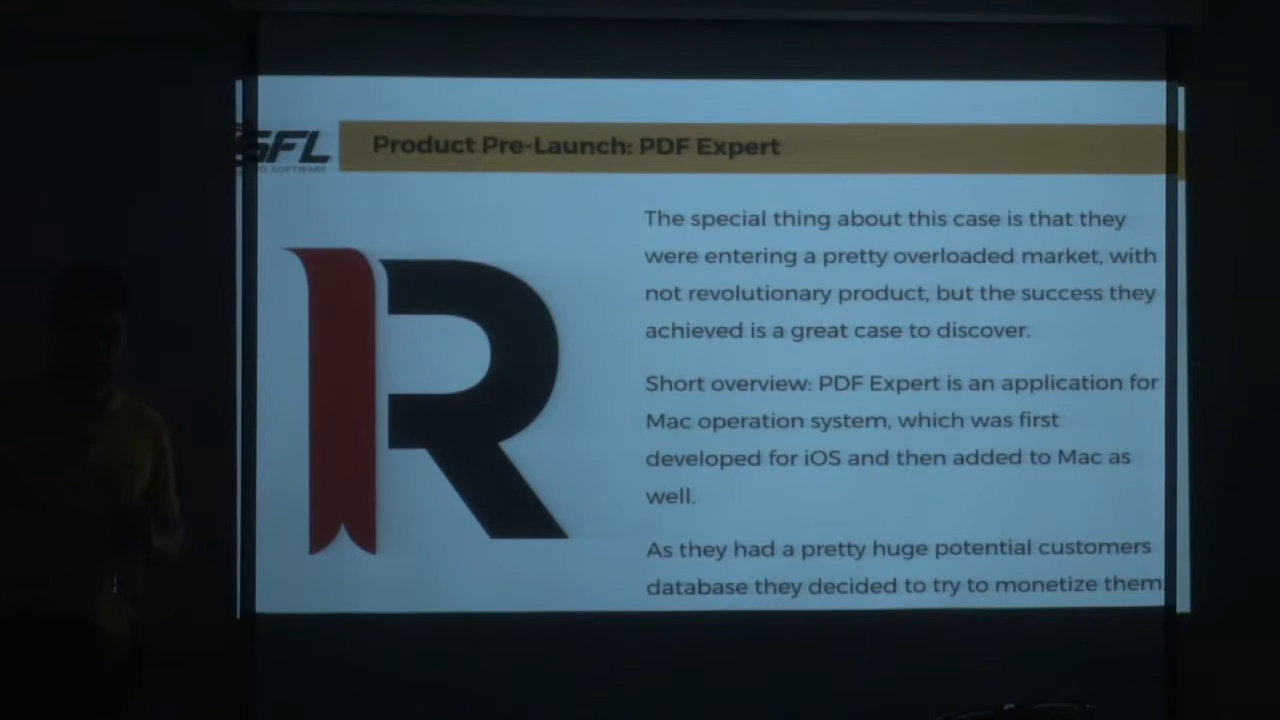 SFL
SOFTWARE
Product Pre-Launch: PDF Expert
The special thing about this case is that they
were entering a pretty overloaded market, with
not revolutionary product, but the success they
achieved is a great case to discover.
Short overview: PDF Expert is an application for
Mac operation system, which was first
developed for iOS and then added to Mac as
well.
As they had a pretty huge potential customers
database they decided to try to monetize them
R